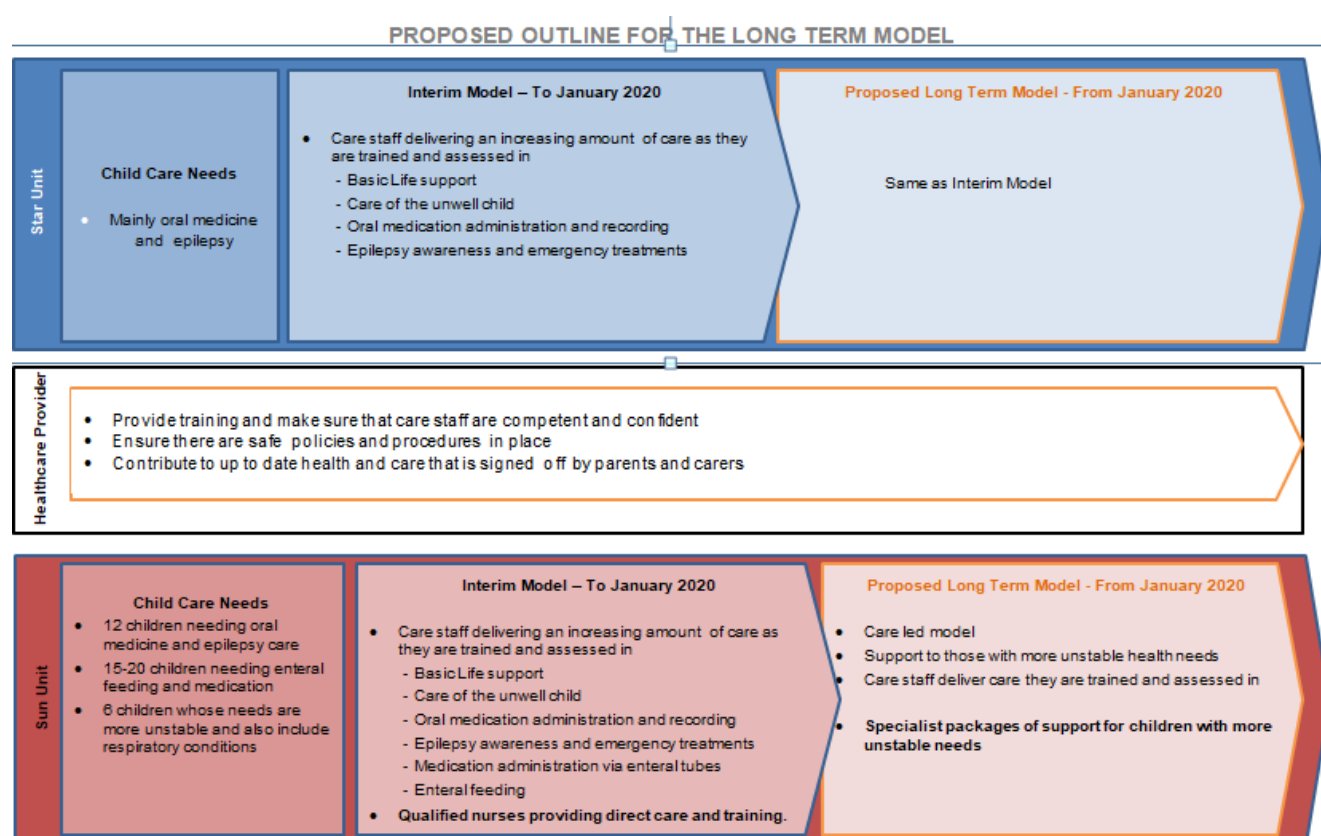 PROPOSED OUTLINE FOR THE LONG TERM MODEL
Star Unit
Child Care Needs
• Mainly oral medicine
and epilepsy
Interim Model – To January 2020
• Care staff delivering an increasing amount of care as they
are trained and assessed in
- Basic Life support
- Care of the unwell child
- Oral medication administration and recording
- Epilepsy awareness and emergency treatments
Proposed Long Term Model - From January 2020
Same as Interim Model
Healthcare Provider
• Provide training and make sure that care staff are competent and confident
• Ensure there are safe policies and procedures in place
• Contribute to up to date health and care that is signed off by parents and carers
Sun Unit
Child Care Needs
• 12 children needing oral
medicine and epilepsy care
• 15-20 children needing enteral
feeding and medication
• 6 children whose needs are
more unstable and also include
respiratory conditions
Interim Model – To January 2020
• Care staff delivering an increasing amount of care as
they are trained and assessed in
- Basic Life support
- Care of the unwell child
- Oral medication administration and recording
- Epilepsy awareness and emergency treatments
- Medication administration via enteral tubes
- Enteral feeding
• Qualified nurses providing direct care and training.
Proposed Long Term Model - From January 2020
• Care led model
• Support to those with more unstable health needs
• Care staff deliver care they are trained and assessed in
• Specialist packages of support for children with more
unstable needs